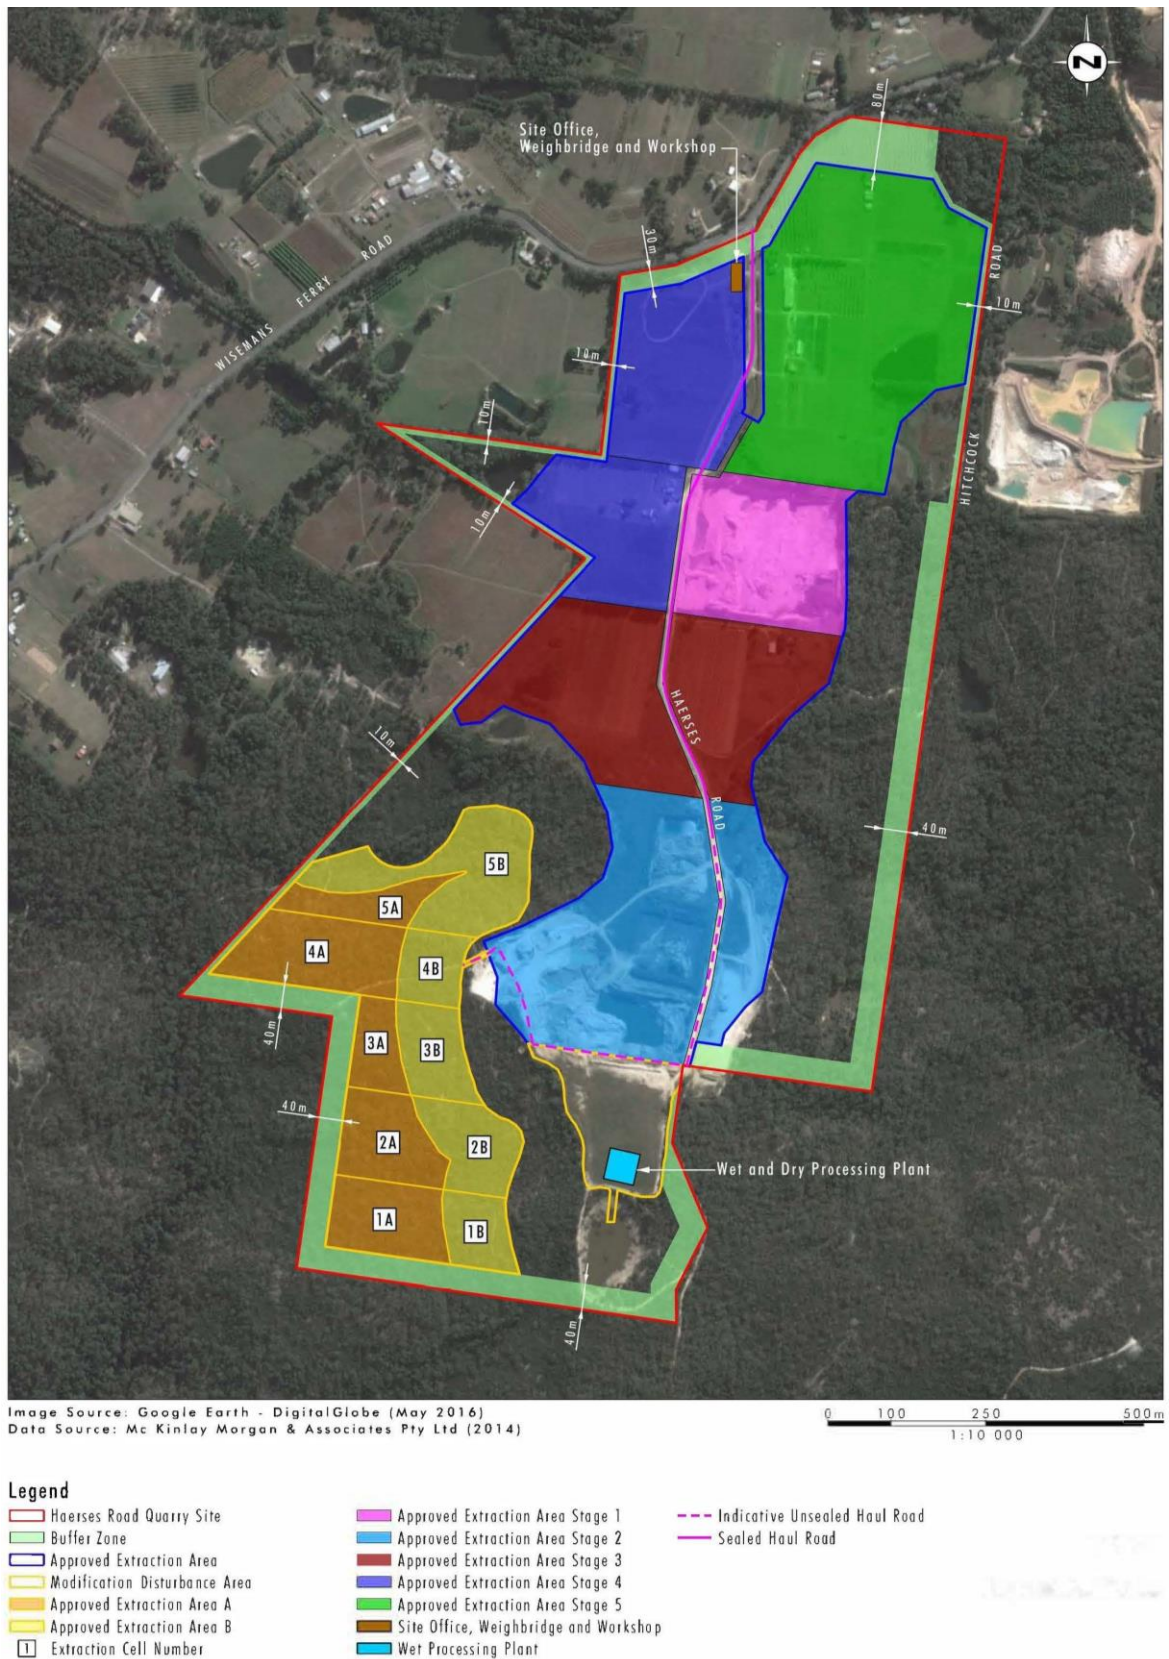 N
80m
Site Office,
Weighbridge and Workshop
30m
WISEMANS FERRY ROAD
ROAD
10m
10m
10m
HITCHCOCK
10m
HAERSES
10m
ROAD
40m
5B
5A
4A
4B
40m
3A
3B
40m
2A
2B
Wet and Dry Processing Plant
1A
1B
40m
Image Source: Google Earth - DigitalGlobe (May 2016)
Data Source: Mc Kinlay Morgan & Associates Pty Ltd (2014)
0 100 250 500m
1:10 000
Legend
Haerses Road Quarry Site
Buffer Zone
Approved Extraction Area
Modification Disturbance Area
Approved Extraction Area A
Approved Extraction Area B
1 Extraction Cell Number
Approved Extraction Area Stage 1
Approved Extraction Area Stage 2
Approved Extraction Area Stage 3
Approved Extraction Area Stage 4
Approved Extraction Area Stage 5
Site Office, Weighbridge and Workshop
Wet Processing Plant
Indicative Unsealed Haul Road
Sealed Haul Road